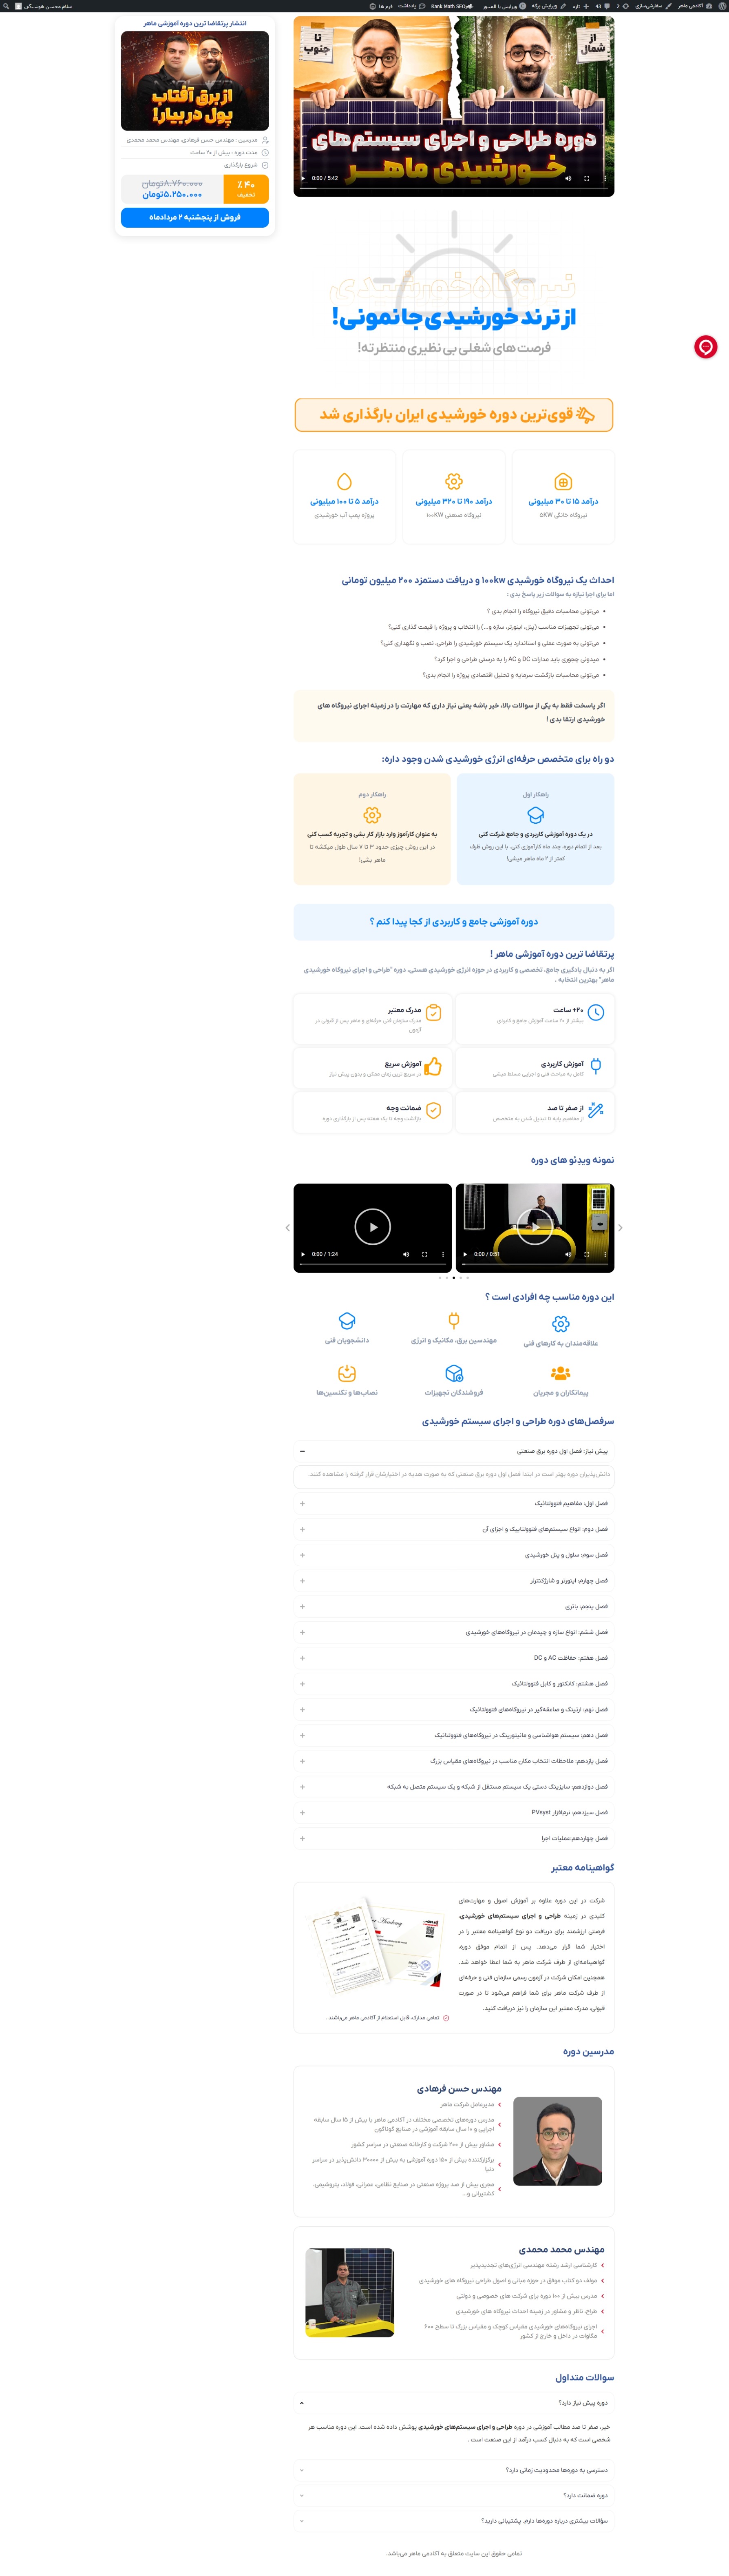 آکادمی ماهر
سفارشی‌سازی
2
43
تازه
ویرایش برگه
ویرایش با المنتور
Rank Math SEO
یادداشت
فرم ها
از شمال
تا جنوب
دوره طراحی و اجرای سیستم‌های
خورشیدی ماهر
0:00 / 5:42
انتشار پرتقاضا ترین دوره آموزشی ماهر
از برق آفتاب
پول در بیار!
مدرسین : مهندس حسن فرهادی، مهندس محمد محمدی
مدت دوره : بیش از ۲۰ ساعت
شروع بارگذاری
۴۰ ٪
تخفیف
۸.۷۶۰.۰۰۰تومان
۵.۲۵۰.۰۰۰تومان
فروش از پنجشنبه ۲ مردادماه
نیروگاه خورشیدی
از ترند خورشیدی جا نمونی!
فرصت های شغلی بی نظیری منتظرته!
قوی‌ترین دوره خورشیدی ایران بارگذاری شد
درآمد ۱۵ تا ۳۰ میلیونی
نیروگاه خانگی ۵KW
درآمد ۱۹۰ تا ۳۲۰ میلیونی
نیروگاه صنعتی ۱۰۰KW
درآمد ۵ تا ۱۰۰ میلیونی
پروژه پمپ آب خورشیدی
احداث یک نیروگاه خورشیدی ۱۰۰kw و دریافت دستمزد ۲۰۰ میلیون تومانی
اما برای اجرا نیازه به سوالات زیر پاسخ بدی :
می‌تونی محاسبات دقیق نیروگاه را انجام بدی ؟
می‌تونی تجهیزات مناسب (پنل، اینورتر، سازه و...) را انتخاب و پروژه را قیمت گذاری کنی؟
می‌تونی به صورت عملی و استاندارد یک سیستم خورشیدی را طراحی، نصب و نگهداری کنی؟
میدونی چجوری باید مدارات DC و AC را به درستی طراحی و اجرا کرد؟
می‌تونی محاسبات بازگشت سرمایه و تحلیل اقتصادی پروژه را انجام بدی؟
اگر پاسخت فقط به یکی از سوالات بالا، خیر باشه یعنی نیاز داری که مهارتت را در زمینه اجرای نیروگاه های
خورشیدی ارتقا بدی !
دو راه برای متخصص حرفه‌ای انرژی خورشیدی شدن وجود داره:
راهکار اول
در یک دوره آموزشی کاربردی و جامع شرکت کنی
بعد از اتمام دوره، چند ماه کارآموزی کنی. با این روش ظرف
کمتر از ۲ ماه ماهر میشی!
راهکار دوم
به عنوان کارآموز وارد بازار کار بشی و تجربه کسب کنی
در این روش چیزی حدود ۳ تا ۷ سال طول میکشه تا
ماهر بشی!
دوره آموزشی جامع و کاربردی از کجا پیدا کنم ؟
پرتقاضا ترین دوره آموزشی ماهر !
اگر به دنبال یادگیری جامع، تخصصی و کاربردی در حوزه انرژی خورشیدی هستی، دوره "طراحی و اجرای نیروگاه خورشیدی
ماهر" بهترین انتخابه .
۲۰+ ساعت
بیشتر از ۲۰ ساعت آموزش جامع و کاربردی
مدرک معتبر
مدرک سازمان فنی حرفه‌ای و ماهر پس از قبولی در
آزمون
آموزش کاربردی
کامل به مباحث فنی و اجرایی مسلط میشی
آموزش سریع
در سریع ترین زمان ممکن و بدون پیش نیاز
از صفر تا صد
از مفاهیم پایه تا تبدیل شدن به متخصص
ضمانت وجه
بازگشت وجه تا یک هفته پس از بارگذاری دوره
نمونه ویدئو های دوره
0:00 / 0:51
0:00 / 1:24
این دوره مناسب چه افرادی است ؟
علاقه‌مندان به کارهای فنی
مهندسین برق، مکانیک و انرژی
دانشجویان فنی
پیمانکاران و مجریان
فروشندگان تجهیزات
نصاب‌ها و تکنسین‌ها
سرفصل‌های دوره طراحی و اجرای سیستم خورشیدی
پیش نیاز: فصل اول دوره برق صنعتی
دانش‌پذیران دوره بهتر است در ابتدا فصل اول دوره برق صنعتی که به صورت هدیه در اختیارشان قرار گرفته را مشاهده کنند.
فصل اول: مفاهیم فتوولتائیک
فصل دوم: انواع سیستم‌های فتوولتاییک و اجزای آن
فصل سوم: سلول و پنل خورشیدی
فصل چهارم: اینورتر و شارژکنترلر
فصل پنجم: باتری
فصل ششم: انواع سازه و چیدمان در نیروگاه‌های خورشیدی
فصل هفتم: حفاظت AC و DC
فصل هشتم: کانکتور و کابل فتوولتائیک
فصل نهم: ارتینگ و صاعقه‌گیر در نیروگاه‌های فتوولتائیک
فصل دهم: سیستم هواشناسی و مانیتورینگ در نیروگاه‌های فتوولتائیک
فصل یازدهم: ملاحظات انتخاب مکان مناسب در نیروگاه‌های مقیاس بزرگ
فصل دوازدهم: سایزینگ دستی یک سیستم مستقل از شبکه و یک سیستم متصل به شبکه
فصل سیزدهم: نرم‌افزار PVsyst
فصل چهاردهم:عملیات اجرا
گواهینامه معتبر
شرکت در این دوره علاوه بر آموزش اصول و مهارت‌های
کلیدی در زمینه طراحی و اجرای سیستم‌های خورشیدی،
فرصتی ارزشمند برای دریافت دو نوع گواهینامه معتبر را در
اختیار شما قرار می‌دهد. پس از اتمام موفق دوره،
گواهینامه‌ای از طرف شرکت ماهر به شما اعطا خواهد شد.
همچنین امکان شرکت در آزمون رسمی سازمان فنی و حرفه‌ای
از طرف شرکت ماهر برای شما فراهم می‌شود تا در صورت
قبولی، مدرک معتبر این سازمان را نیز دریافت کنید.
تمامی مدارک قابل استعلام از آکادمی ماهر می‌باشند .
مدرسین دوره
مهندس حسن فرهادی
مدیرعامل شرکت ماهر
مدرس دوره‌های تخصصی مختلف در آکادمی ماهر با بیش از ۱۵ سال سابقه
اجرایی و ۱۰ سال سابقه آموزشی در صنایع گوناگون
مشاور بیش از ۲۰۰ شرکت و کارخانه صنعتی در سراسر کشور
برگزارکننده بیش از ۱۵۰ دوره آموزشی به بیش از ۳۰۰۰۰ دانش‌پذیر در سراسر
دنیا
مجری بیش از صد پروژه صنعتی در صنایع نظامی، عمرانی، فولاد، پتروشیمی،
کشتیرانی و...
مهندس محمد محمدی
کارشناسی ارشد رشته مهندسی انرژی‌های تجدیدپذیر
مولف دو کتاب موفق در حوزه مبانی و اصول طراحی نیروگاه های خورشیدی
مدرس بیش از ۱۰۰ دوره برای شرکت های خصوصی و دولتی
طراح، ناظر و مشاور در زمینه احداث نیروگاه های خورشیدی
اجرای نیروگاه‌های خورشیدی مقیاس کوچک و مقیاس بزرگ تا سطح ۶۰۰
مگاوات در داخل و خارج از کشور
سوالات متداول
دوره پیش نیاز دارد؟
خیر، صفر تا صد مطالب آموزشی در دوره طراحی و اجرای سیستم‌های خورشیدی پوشش داده شده است. این دوره مناسب هر
شخصی است که به دنبال کسب درآمد از این صنعت است .
دسترسی به دوره‌ها محدودیت زمانی دارد؟
دوره ضمانت دارد؟
سؤالات بیشتری درباره دوره‌ها دارم. پشتیبانی دارید؟
تمامی حقوق این سایت متعلق به آکادمی ماهر می‌باشد.